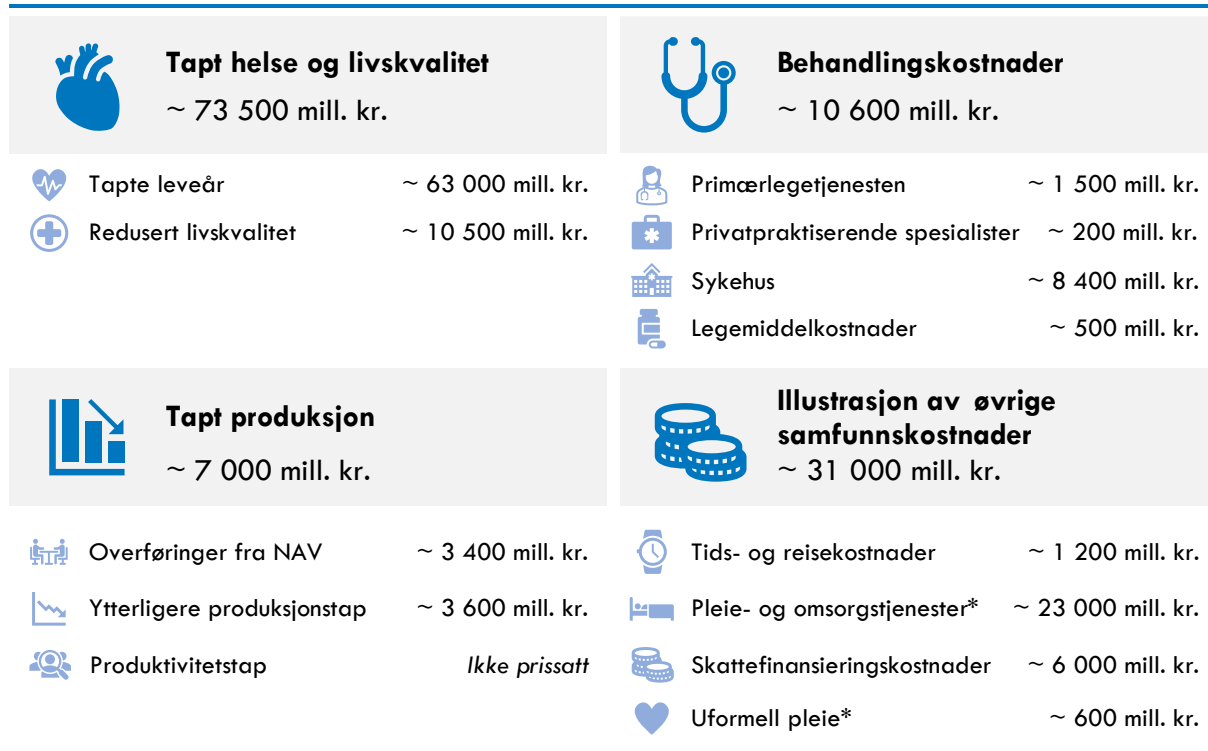 Tapt helse og livskvalitet
~ 73 500 mill. kr.
Tapte leveår ~ 63 000 mill. kr.
Redusert livskvalitet ~ 10 500 mill. kr.
Behandlingskostnader
~ 10 600 mill. kr.
Primærlegetjenesten ~ 1 500 mill. kr.
Privatpraktiserende spesialister ~ 200 mill. kr.
Sykehus ~ 8 400 mill. kr.
Legemiddelkostnader ~ 500 mill. kr.
Tapt produksjon
~ 7 000 mill. kr.
Overføringer fra NAV ~ 3 400 mill. kr.
Ytterligere produksjonstap ~ 3 600 mill. kr.
Produktivitetstap Ikke prissatt
Illustrasjon av øvrige
samfunnskostnader
~ 31 000 mill. kr.
Tids- og reisekostnader ~ 1 200 mill. kr.
Pleie- og omsorgstjenester* ~ 23 000 mill. kr.
Skattefinansieringskostnader ~ 6 000 mill. kr.
Uformell pleie* ~ 600 mill. kr.